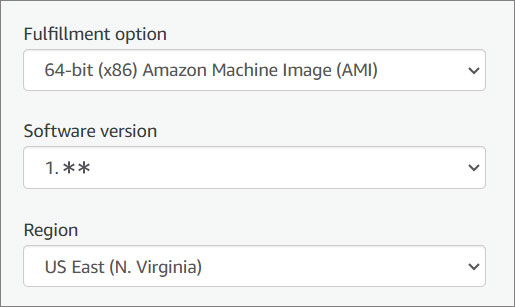 Fulfillment option
64-bit (x86) Amazon Machine Image (AMI)
Software version
1.**
Region
US East (N. Virginia)